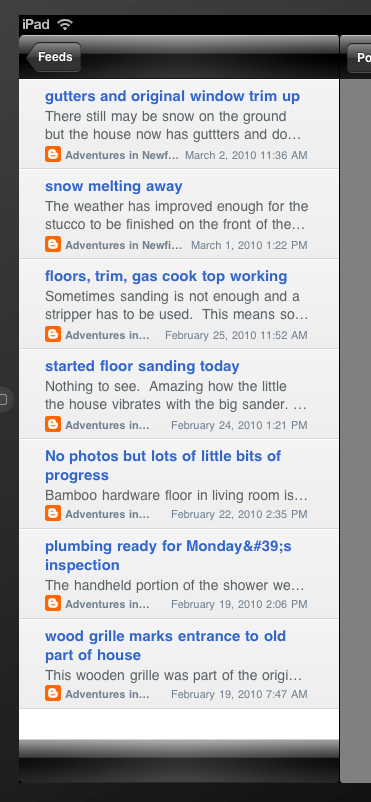 iPad
Feeds
Po
gutters and original window trim up
There still may be snow on the ground
but the house now has guttters and do…
Adventures in Newf… March 2, 2010 11:36 AM
snow melting away
The weather has improved enough for the
stucco to be finished on the front of the…
Adventures in Newfi… March 1, 2010 1:22 PM
floors, trim, gas cook top working
Sometimes sanding is not enough and a
stripper has to be used.  This means so…
Adventures in… February 25, 2010 11:52 AM
started floor sanding today
Nothing to see.  Amazing how the little
the house vibrates with the big sander. …
Adventures in… February 24, 2010 1:21 PM
No photos but lots of little bits of
progress
Bamboo hardware floor in living room is…
Adventures in… February 22, 2010 2:35 PM
plumbing ready for Monday&#39;s
inspection
The handheld portion of the shower we…
Adventures in… February 19, 2010 2:06 PM
wood grille marks entrance to old
part of house
This wooden grille was part of the origi…
Adventures in… February 19, 2010 7:47 AM